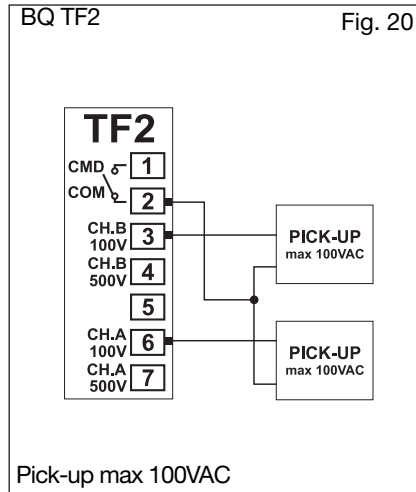 BQ TF2 Fig. 20
TF2
CMD 1
COM 2
CH.B
100V 3
CH.B
500V 4
5
CH.A
100V 6
CH.A
500V 7
PICK-UP
max 100VAC
PICK-UP
max 100VAC
Pick-up max 100VAC